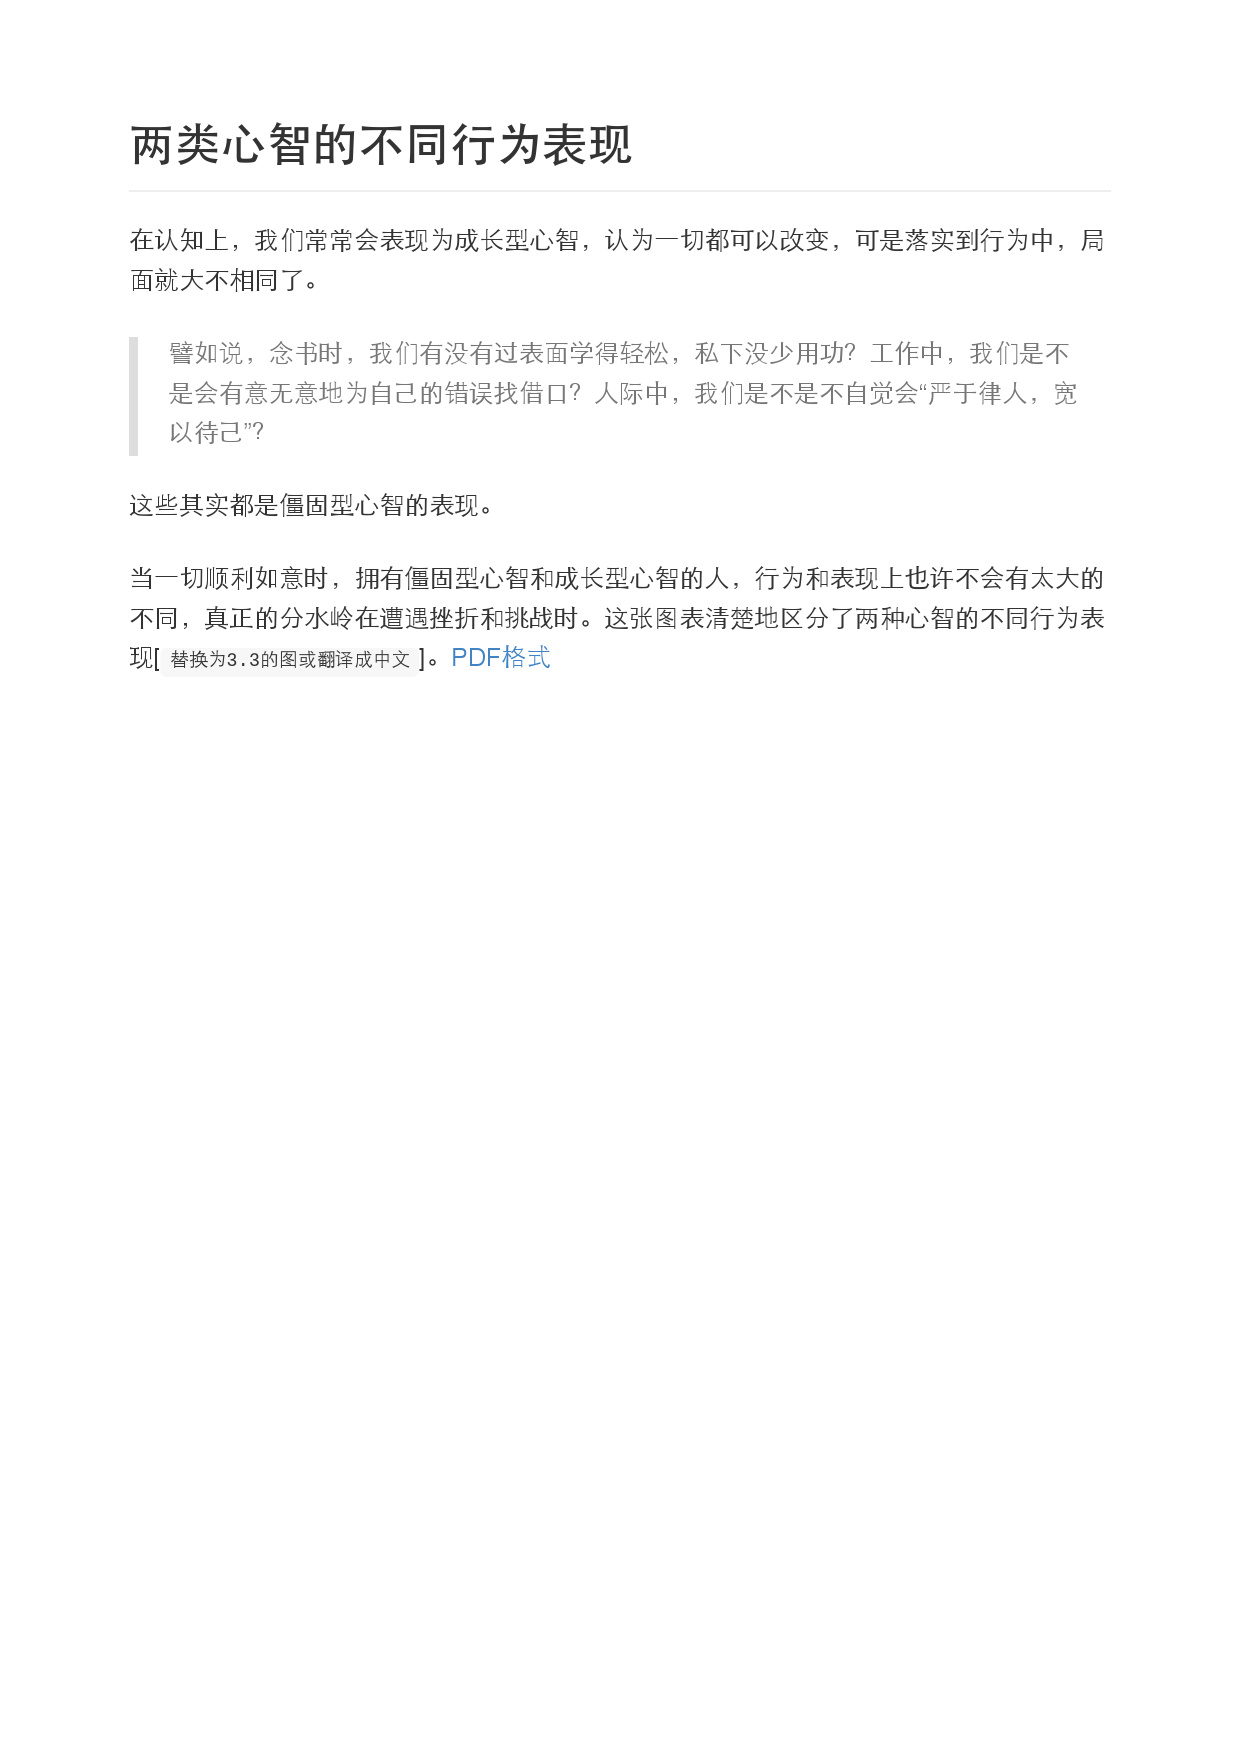 两类心智的不同行为表现
在认知上，我们常常会表现为成长型心智，认为一切都可以改变，可是落实到行为中，局
面就大不相同了。
譬如说，念书时，我们有没有过表面学得轻松，私下没少用功？工作中，我们是不
是会有意无意地为自己的错误找借口？人际中，我们是不是不自觉会“严于律人，宽
以待己”？
这些其实都是僵固型心智的表现。
当一切顺利如意时，拥有僵固型心智和成长型心智的人，行为和表现上也许不会有太大的
不同，真正的分水岭在遭遇挫折和挑战时。这张图表清楚地区分了两种心智的不同行为表
现[ 替换为3.3的图或翻译成中文 ]。PDF格式